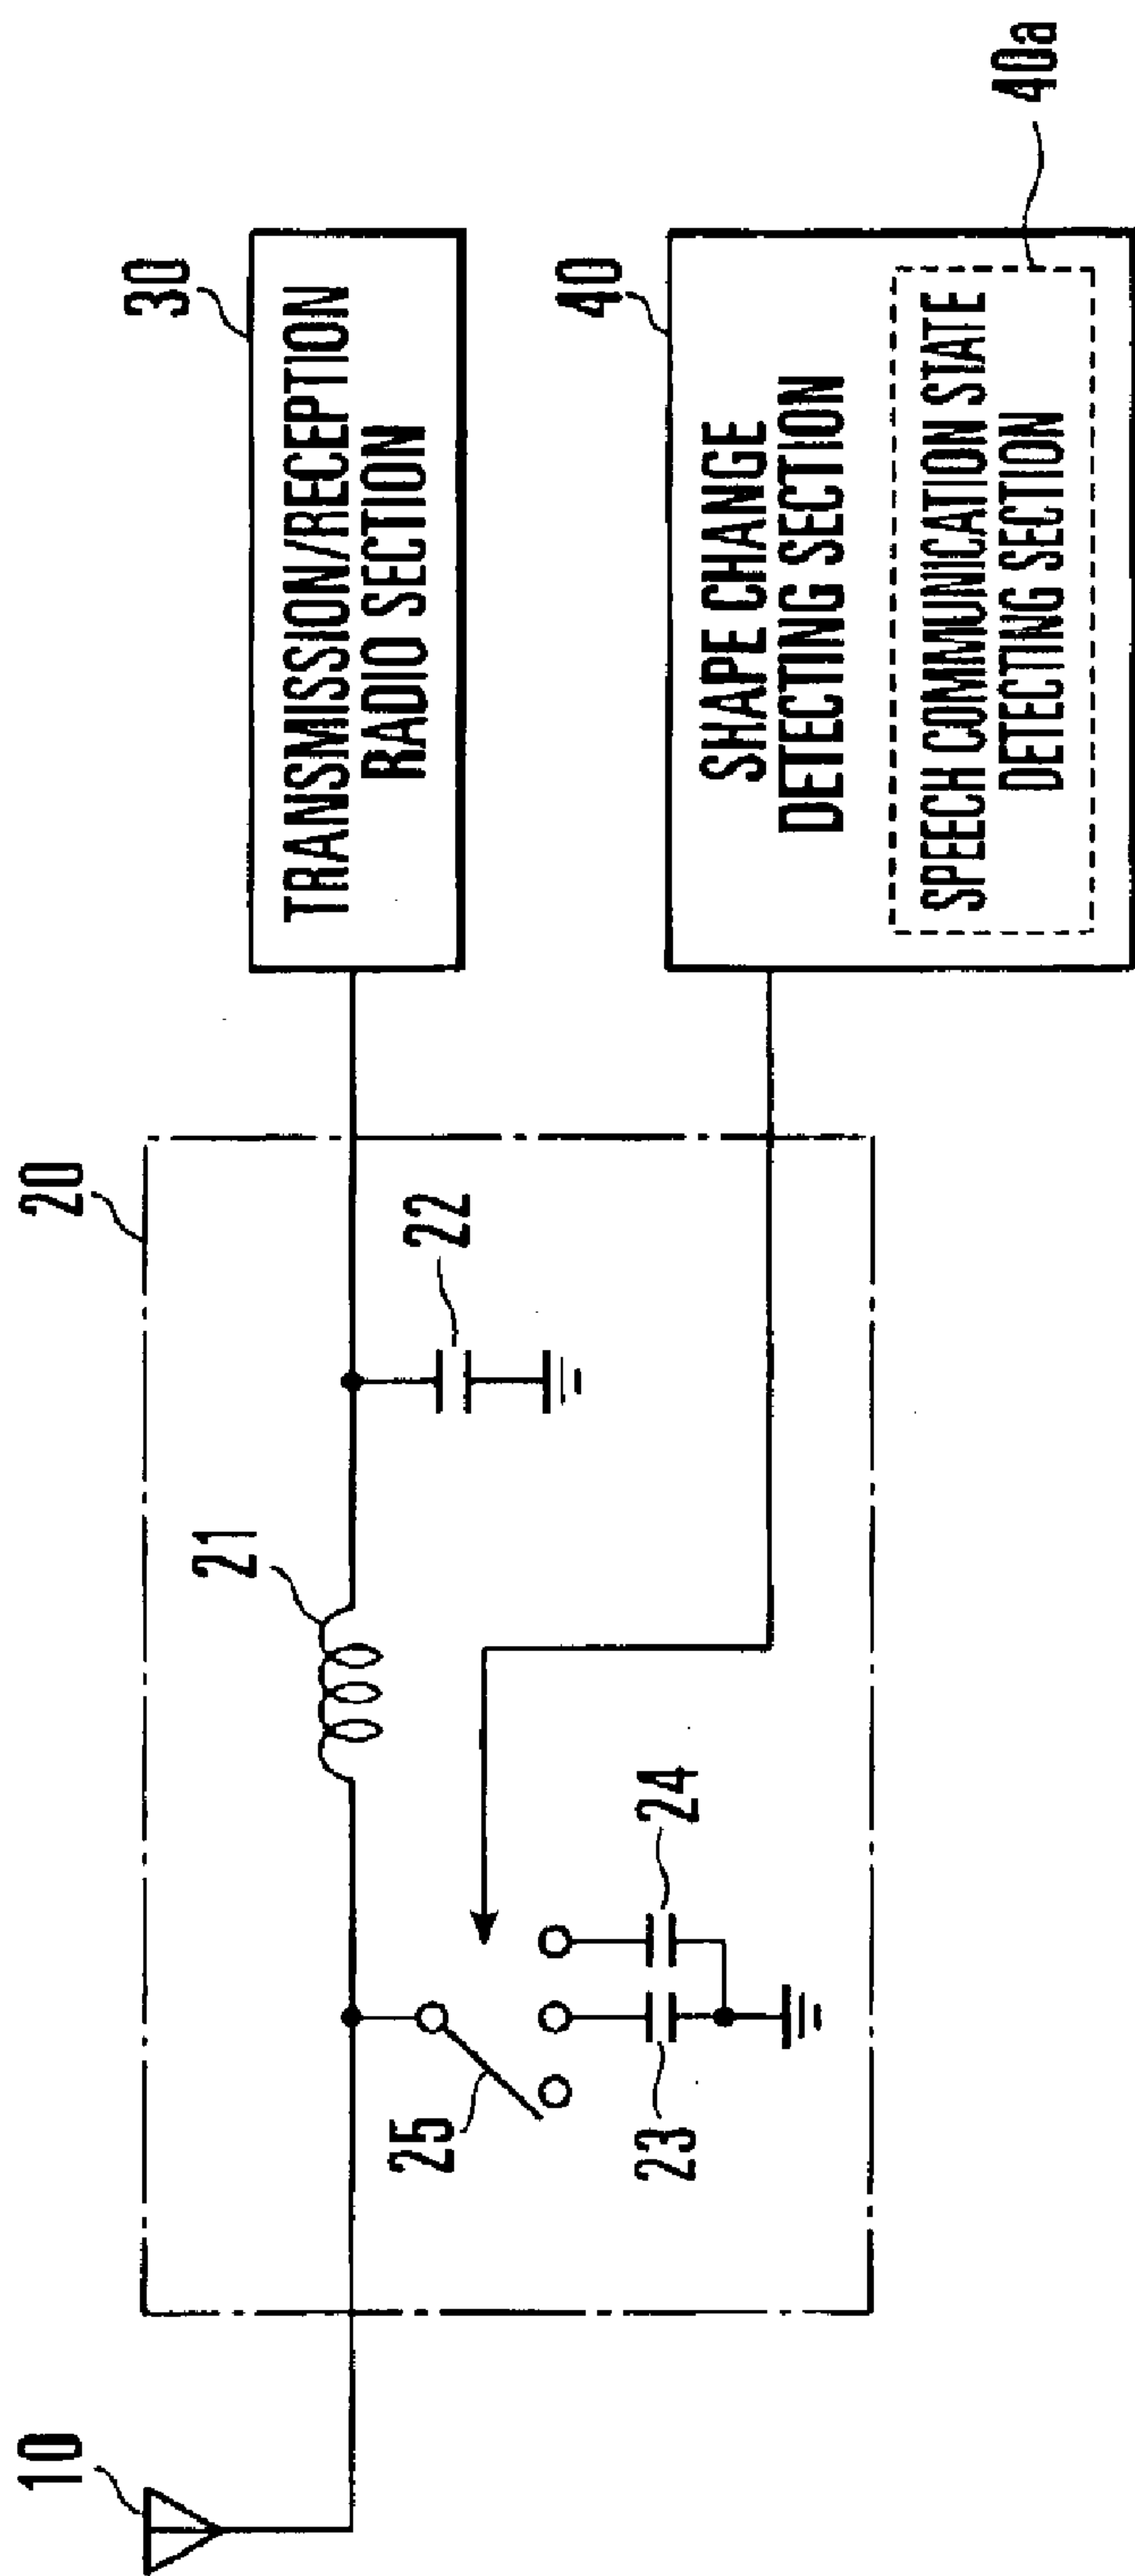 10
20
21
22
23
24
25
30
TRANSMISSION/RECEPTION
RADIO SECTION
40
SHAPE CHANGE
DETECTING SECTION
SPEECH COMMUNICATION STATE
DETECTING SECTION
40a